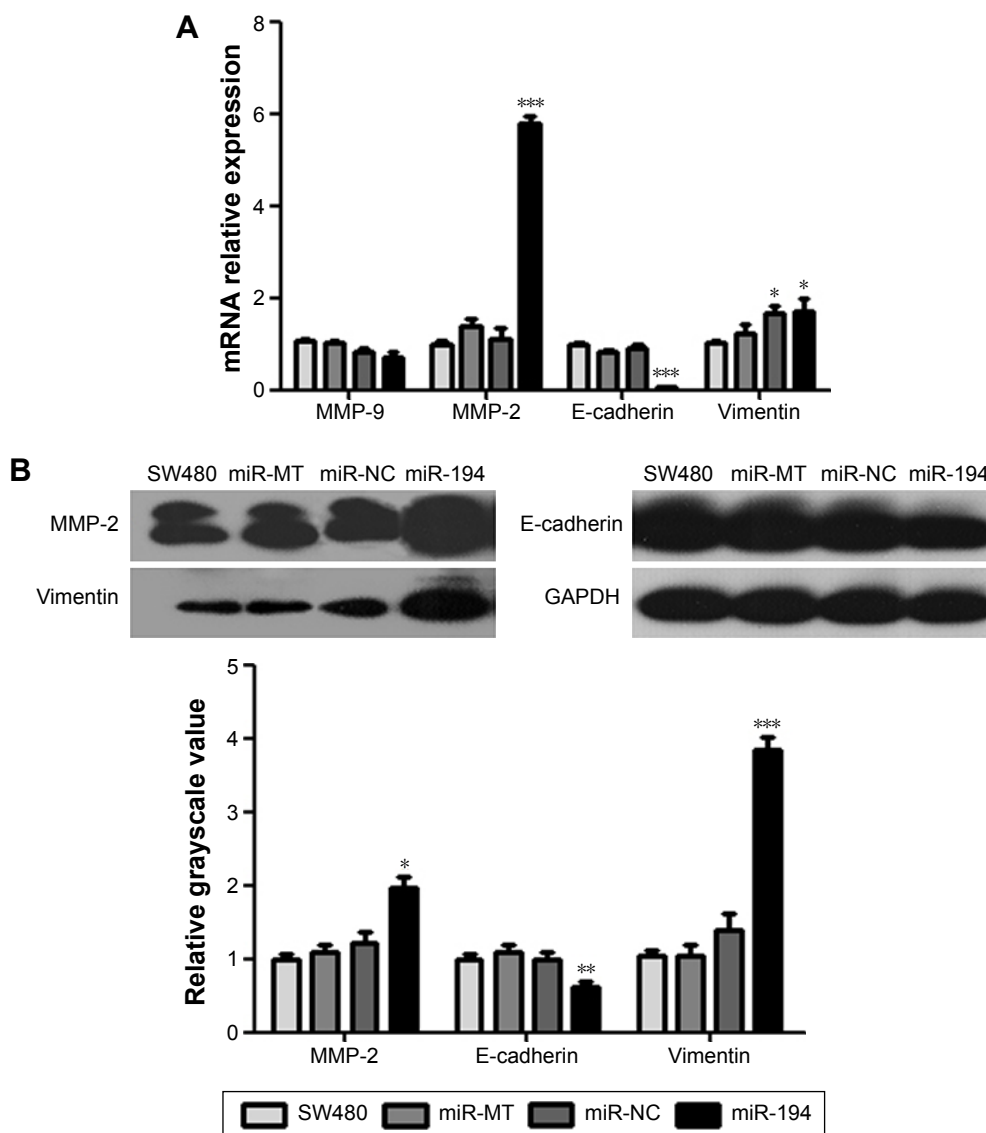 A
mRNA relative expression
8
6
4
2
0
***
***
*
*
MMP-9 MMP-2 E-cadherin Vimentin
B
SW480 miR-MT miR-NC miR-194
MMP-2
Vimentin
SW480 miR-MT miR-NC miR-194
E-cadherin
GAPDH
Relative grayscale value
5
4
3
2
1
0
*
**
***
MMP-2 E-cadherin Vimentin
SW480 miR-MT miR-NC miR-194